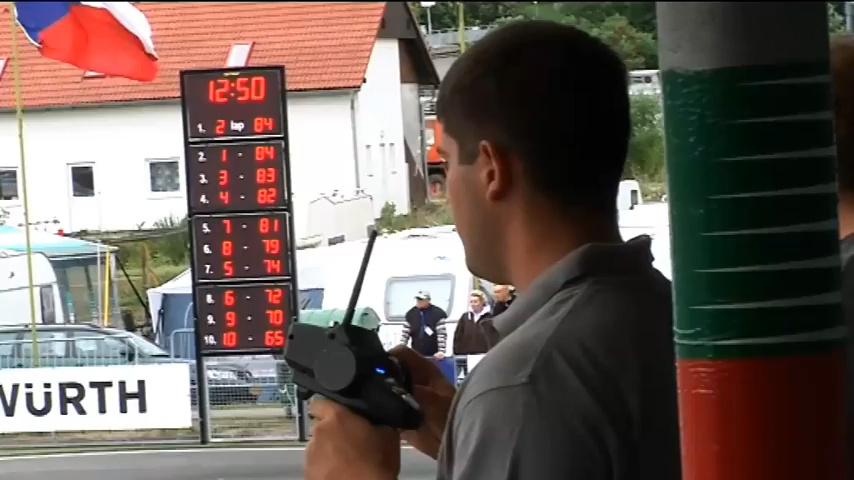 12:50
1. 2 lap 84
2. 1 - 84
3. 3 - 83
4. 4 - 82
5. 7 - 81
6. 8 - 79
7. 5 - 74
8. 6 - 72
9. 9 - 70
10. 10 - 65
WÜRTH